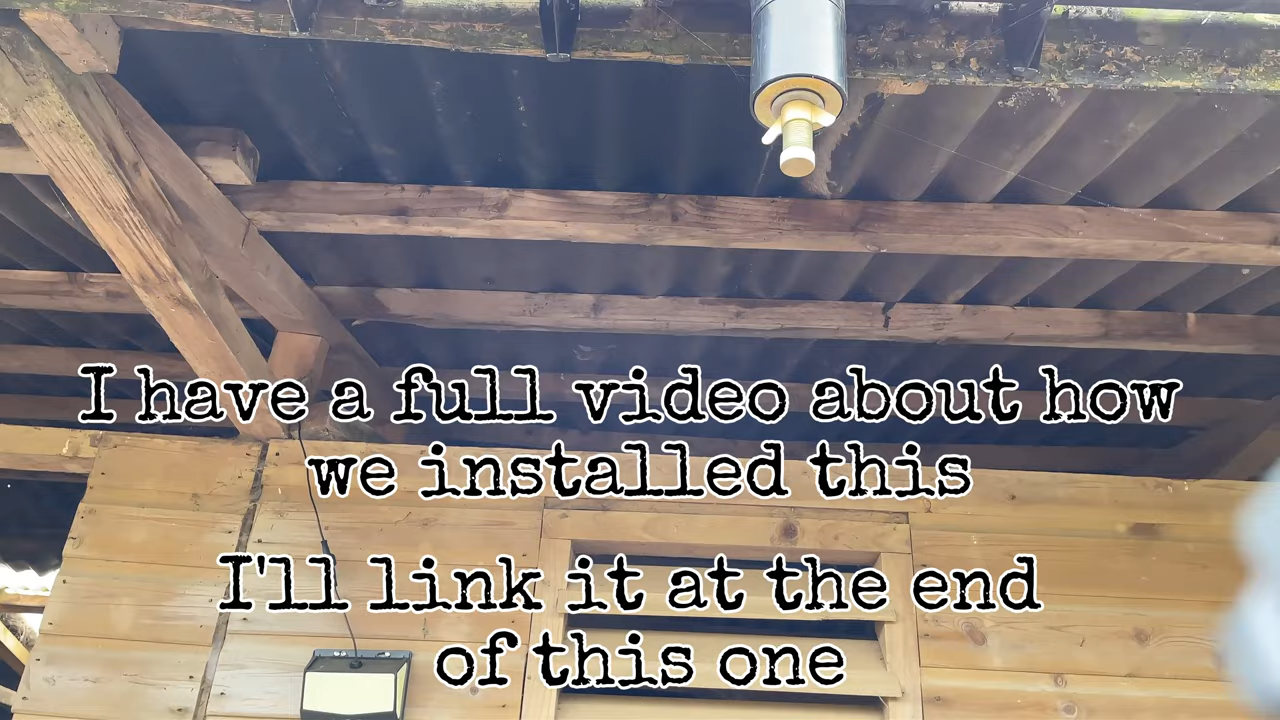 I have a full video about how
we installed this
I'll link it at the end
of this one